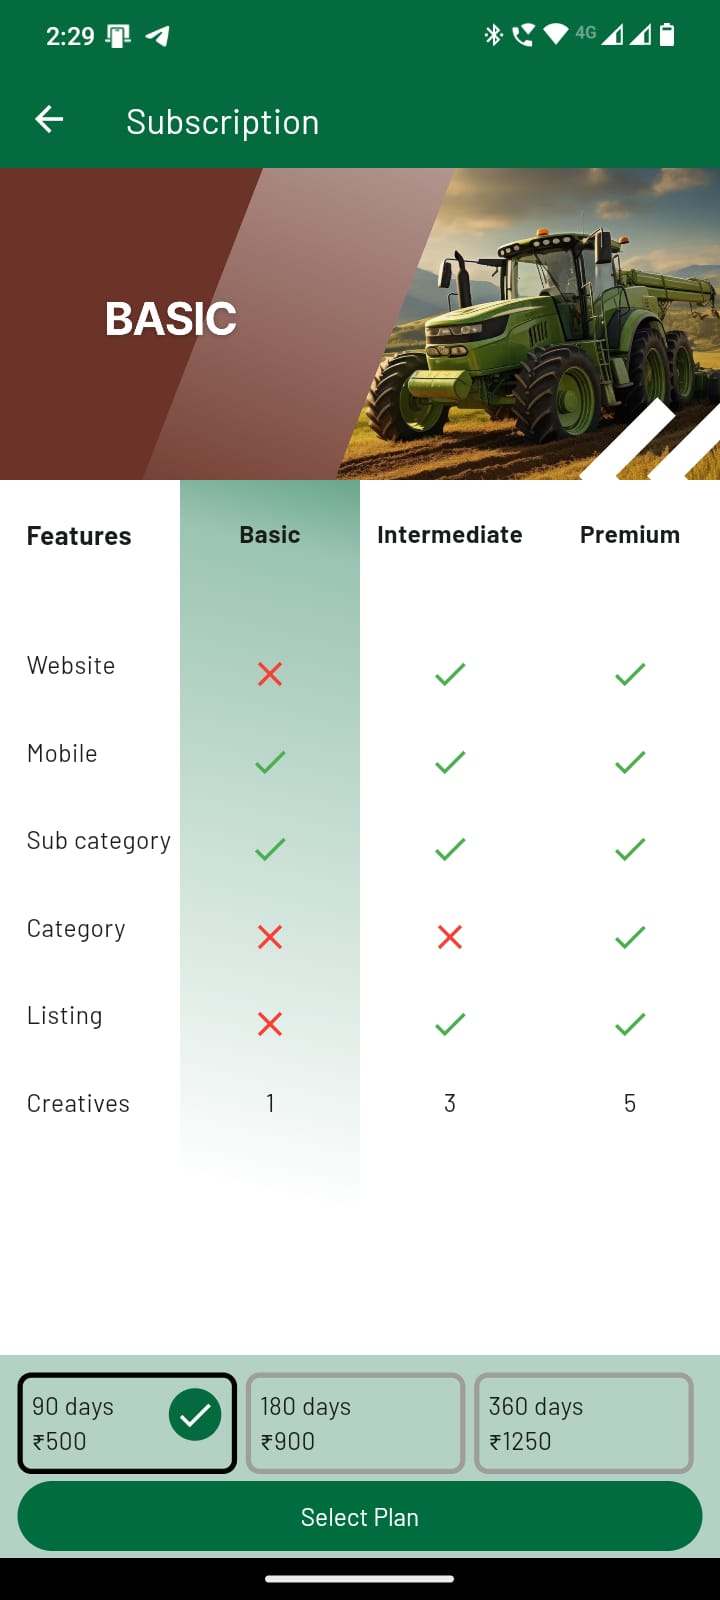 2:29
4G
Subscription
BASIC
Features Basic Intermediate Premium
Website
Mobile
Sub category
Category
Listing
Creatives 1 3 5
90 days 180 days 360 days
₹500 ₹900 ₹1250
Select Plan